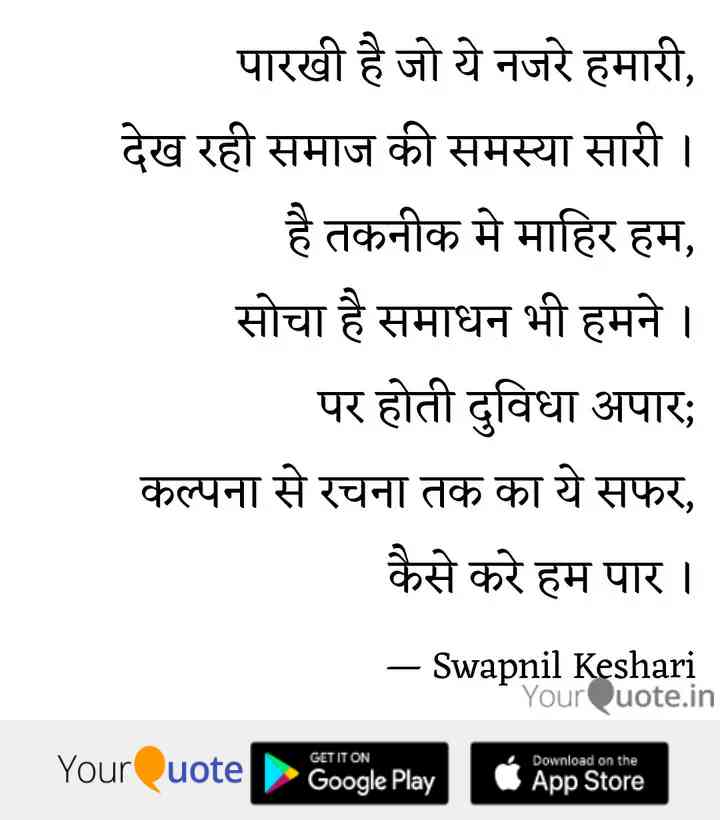 पारखी है जो ये नजरे हमारी,
देख रही समाज की समस्या सारी ।
है तकनीक मे माहिर हम,
सोचा है समाधन भी हमने ।
पर होती दुविधा अपार;
कल्पना से रचना तक का ये सफर,
कैसे करे हम पार ।
— Swapnil Keshari
YourQuote.in
YourQuote
GET IT ON
Google Play
Download on the
App Store